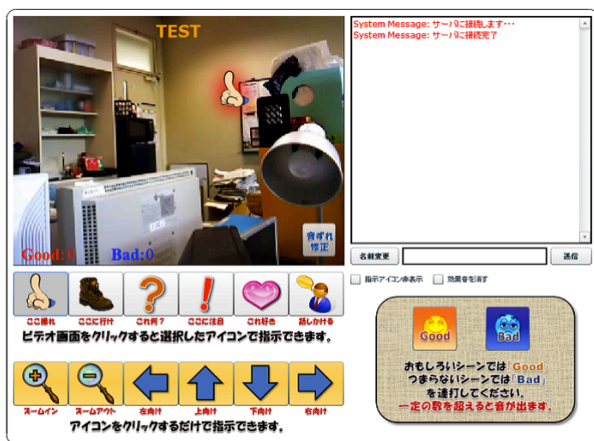 TEST
Good:0 Bad:0
音ずれ
修正
System Message: サーバに接続します・・・
System Message: サーバに接続完了
名前変更
送信
指示アイコン非表示
効果音を消す
ここ撮れ
ここに行け
これ何?
ここに注目
これ好き
話しかける
ビデオ画面をクリックすると選択したアイコンで指示できます。
ズームイン
ズームアウト
左向け
上向け
下向け
右向け
アイコンをクリックするだけで指示できます。
Good
Bad
おもしろいシーンでは「Good」
つまらないシーンでは「Bad」
を連打してください。
一定の数を超えると音が出ます。